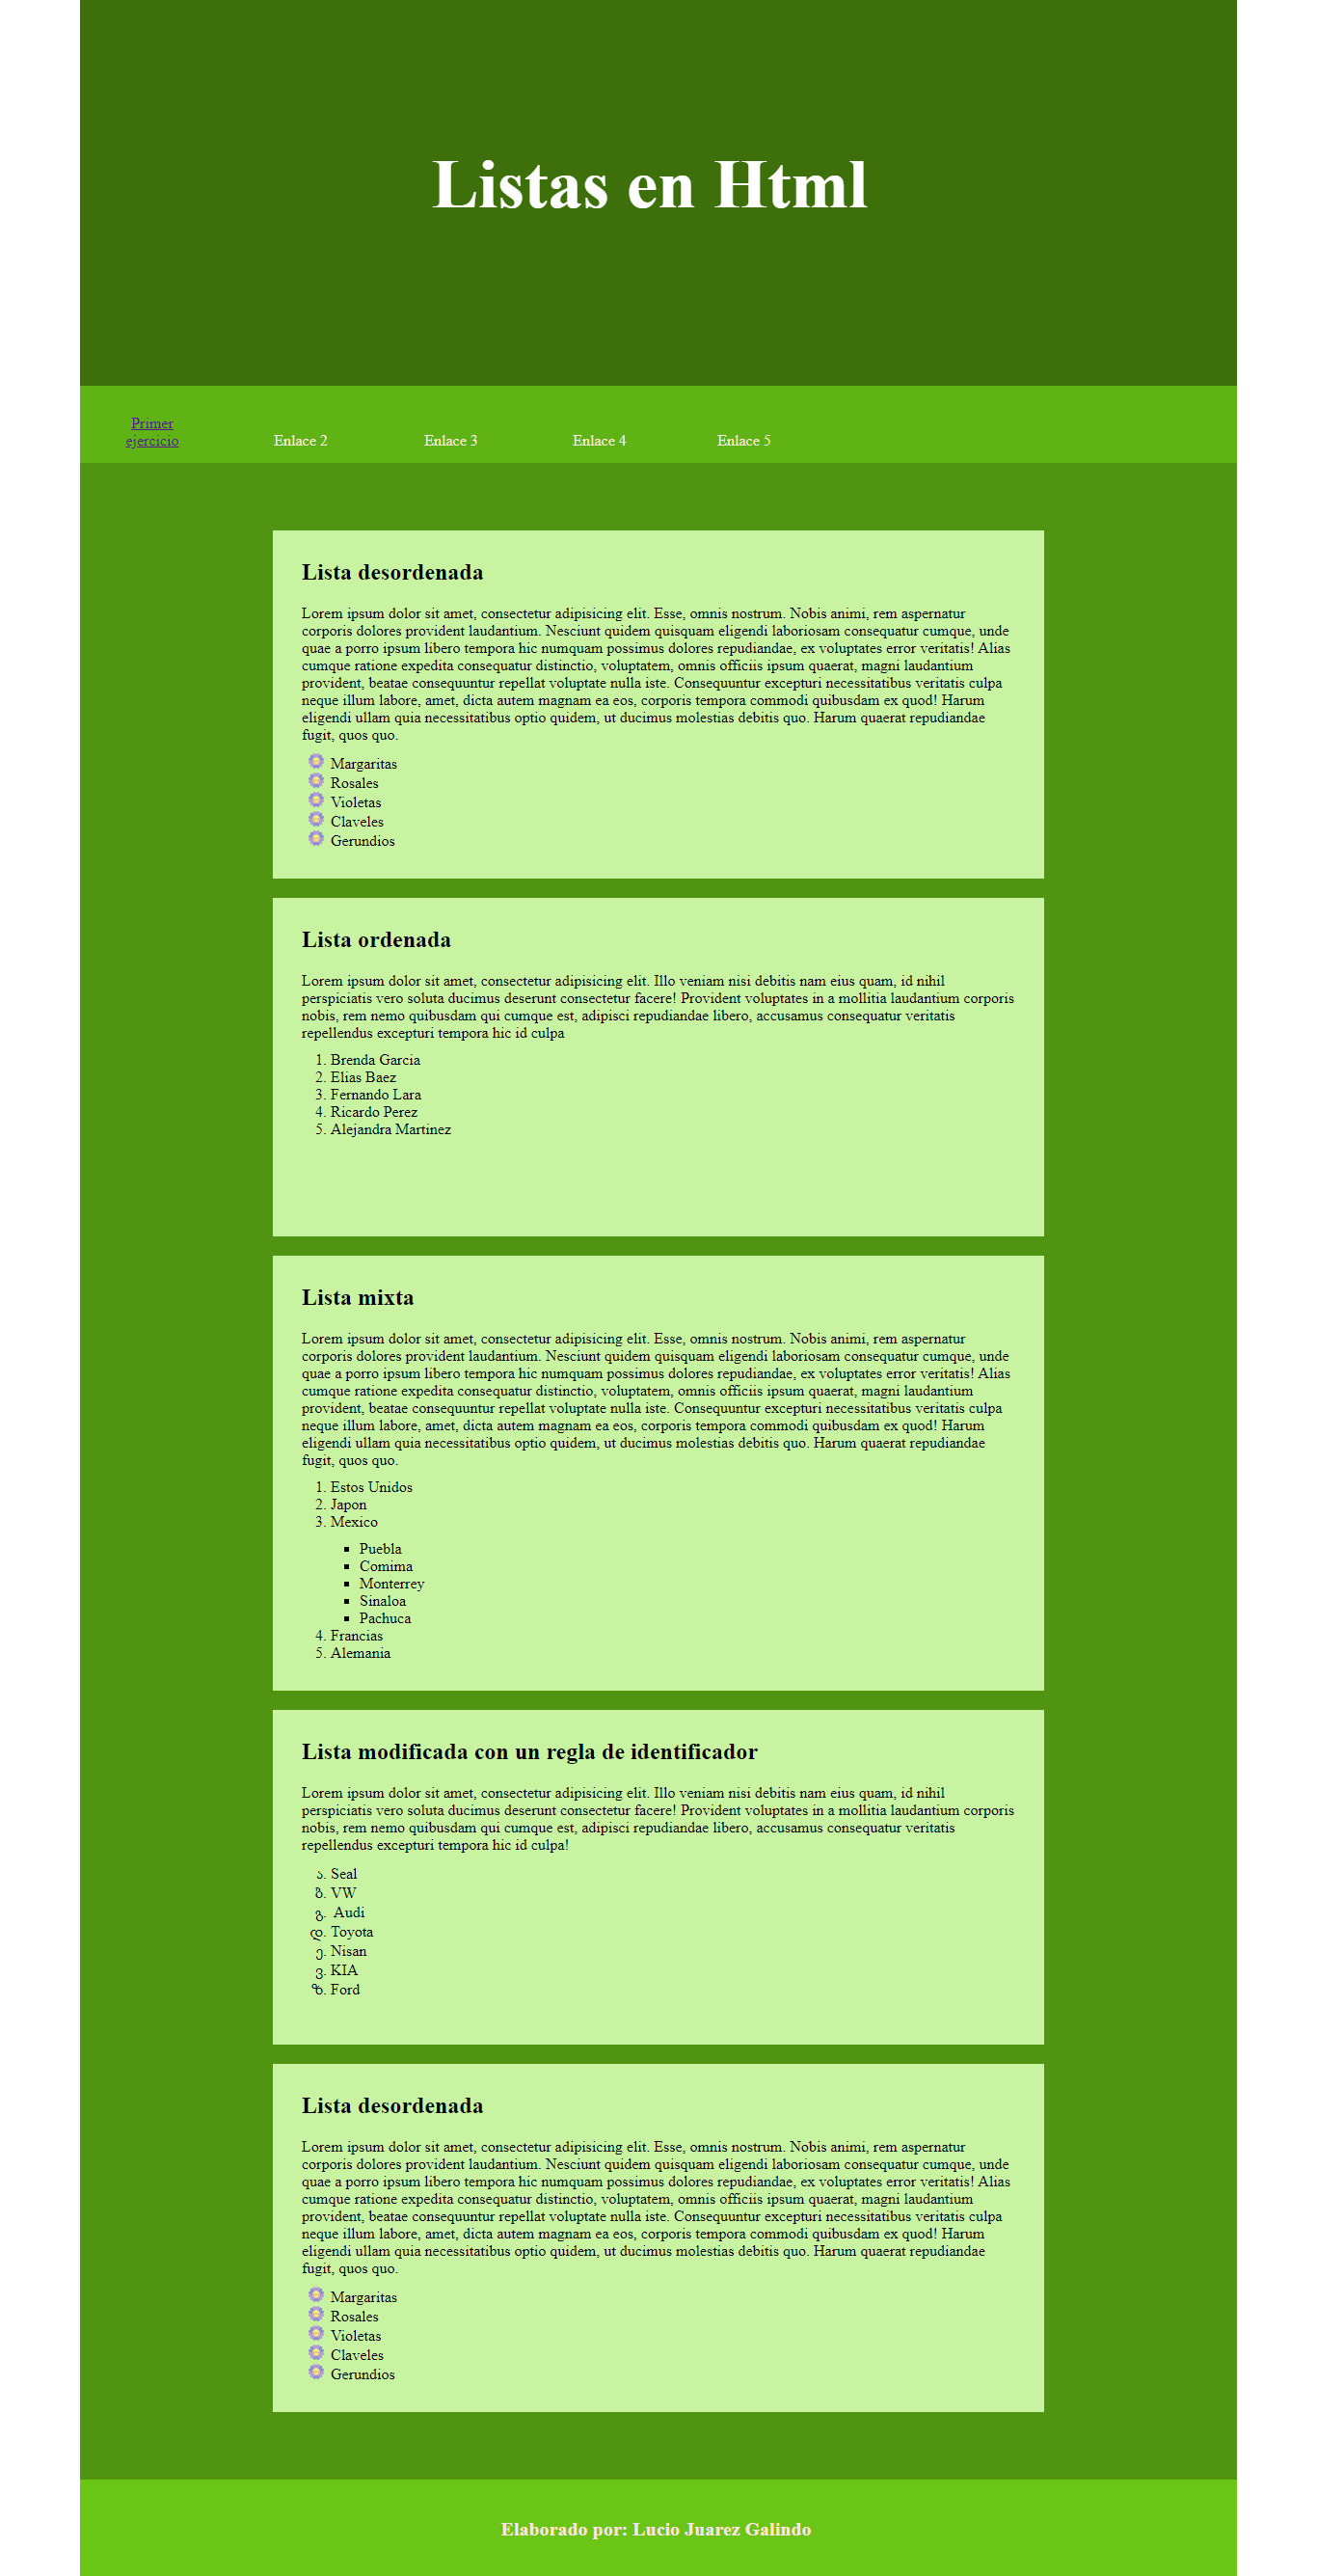 Listas en Html
Primer
ejercicio
Enlace 2
Enlace 3
Enlace 4
Enlace 5
Lista desordenada
Lorem ipsum dolor sit amet, consectetur adipisicing elit. Esse, omnis nostrum. Nobis animi, rem aspernatur
corporis dolores provident laudantium. Nesciunt quidem quisquam eligendi laboriosam consequatur cumque, unde
quae a porro ipsum libero tempora hic numquam possimus dolores repudiandae, ex voluptates error veritatis! Alias
cumque ratione expedita consequatur distinctio, voluptatem, omnis officiis ipsum quaerat, magni laudantium
provident, beatae consequuntur repellat voluptate nulla iste. Consequuntur excepturi necessitatibus veritatis culpa
neque illum labore, amet, dicta autem magnam ea eos, corporis tempora commodi quibusdam ex quod! Harum
eligendi ullam quia necessitatibus optio quidem, ut ducimus molestias debitis quo. Harum quaerat repudiandae
fugit, quos quo.
Margaritas
Rosales
Violetas
Claveles
Gerundios
Lista ordenada
Lorem ipsum dolor sit amet, consectetur adipisicing elit. Illo veniam nisi debitis nam eius quam, id nihil
perspiciatis vero soluta ducimus deserunt consectetur facere! Provident voluptates in a mollitia laudantium corporis
nobis, rem nemo quibusdam qui cumque est, adipisci repudiandae libero, accusamus consequatur veritatis
repellendus excepturi tempora hic id culpa
1. Brenda Garcia
2. Elias Baez
3. Fernando Lara
4. Ricardo Perez
5. Alejandra Martinez
Lista mixta
Lorem ipsum dolor sit amet, consectetur adipisicing elit. Esse, omnis nostrum. Nobis animi, rem aspernatur
corporis dolores provident laudantium. Nesciunt quidem quisquam eligendi laboriosam consequatur cumque, unde
quae a porro ipsum libero tempora hic numquam possimus dolores repudiandae, ex voluptates error veritatis! Alias
cumque ratione expedita consequatur distinctio, voluptatem, omnis officiis ipsum quaerat, magni laudantium
provident, beatae consequuntur repellat voluptate nulla iste. Consequuntur excepturi necessitatibus veritatis culpa
neque illum labore, amet, dicta autem magnam ea eos, corporis tempora commodi quibusdam ex quod! Harum
eligendi ullam quia necessitatibus optio quidem, ut ducimus molestias debitis quo. Harum quaerat repudiandae
fugit, quos quo.
1. Estos Unidos
2. Japon
3. Mexico
▪ Puebla
▪ Comima
▪ Monterrey
▪ Sinaloa
▪ Pachuca
4. Francias
5. Alemania
Lista modificada con un regla de identificador
Lorem ipsum dolor sit amet, consectetur adipisicing elit. Illo veniam nisi debitis nam eius quam, id nihil
perspiciatis vero soluta ducimus deserunt consectetur facere! Provident voluptates in a mollitia laudantium corporis
nobis, rem nemo quibusdam qui cumque est, adipisci repudiandae libero, accusamus consequatur veritatis
repellendus excepturi tempora hic id culpa!
ა. Seal
ბ. VW
გ. Audi
დ. Toyota
ე. Nisan
ვ. KIA
ზ. Ford
Lista desordenada
Lorem ipsum dolor sit amet, consectetur adipisicing elit. Esse, omnis nostrum. Nobis animi, rem aspernatur
corporis dolores provident laudantium. Nesciunt quidem quisquam eligendi laboriosam consequatur cumque, unde
quae a porro ipsum libero tempora hic numquam possimus dolores repudiandae, ex voluptates error veritatis! Alias
cumque ratione expedita consequatur distinctio, voluptatem, omnis officiis ipsum quaerat, magni laudantium
provident, beatae consequuntur repellat voluptate nulla iste. Consequuntur excepturi necessitatibus veritatis culpa
neque illum labore, amet, dicta autem magnam ea eos, corporis tempora commodi quibusdam ex quod! Harum
eligendi ullam quia necessitatibus optio quidem, ut ducimus molestias debitis quo. Harum quaerat repudiandae
fugit, quos quo.
Margaritas
Rosales
Violetas
Claveles
Gerundios
Elaborado por: Lucio Juarez Galindo